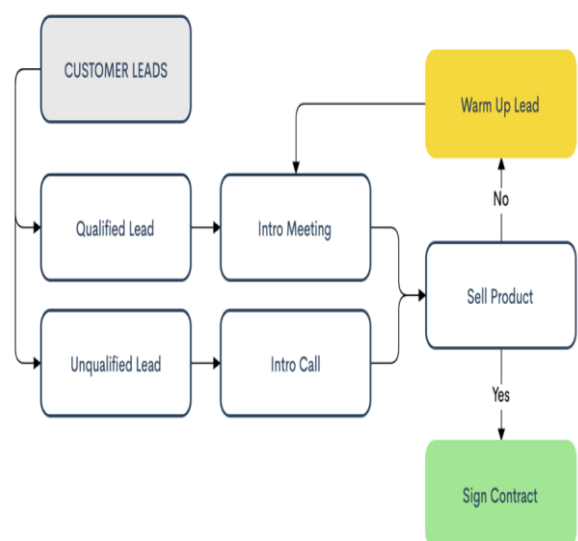 CUSTOMER LEADS
Warm Up Lead
No
Qualified Lead
Intro Meeting
Sell Product
Unqualified Lead
Intro Call
Yes
Sign Contract